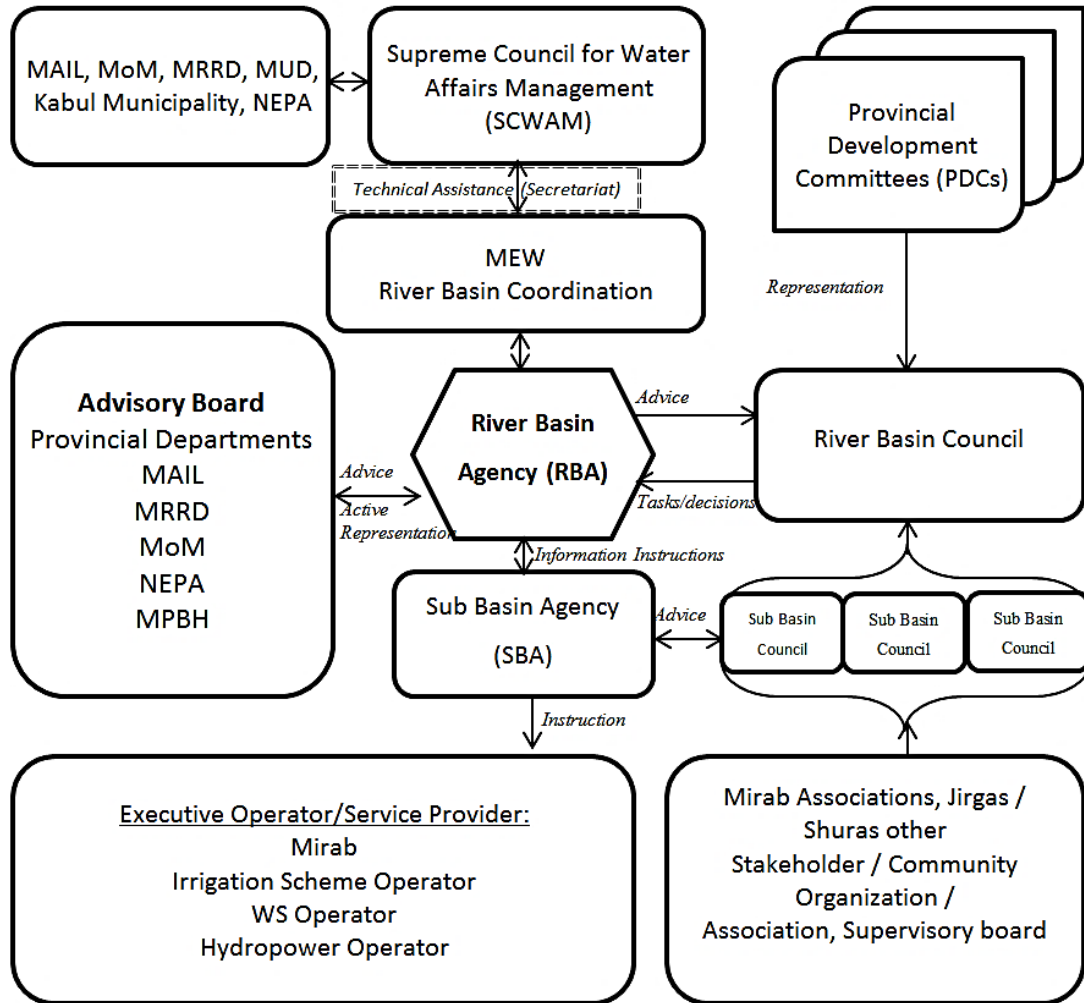 MAIL, MoM, MRRD, MUD,
Kabul Municipality, NEPA
Supreme Council for Water
Affairs Management
(SCWAM)
Provincial
Development
Committees (PDCs)
Technical Assistance (Secretariat)
MEW
River Basin Coordination
Representation
Advisory Board
Provincial Departments
MAIL
MRRD
MoM
NEPA
MPBH
Advice
Active
Representation
River Basin
Agency (RBA)
Advice
Tasks/decisions
River Basin Council
Information Instructions
Sub Basin Agency
(SBA)
Advice
Sub Basin
Council
Sub Basin
Council
Sub Basin
Council
Instruction
Executive Operator/Service Provider:
Mirab
Irrigation Scheme Operator
WS Operator
Hydropower Operator
Mirab Associations, Jirgas /
Shuras other
Stakeholder / Community
Organization /
Association, Supervisory board